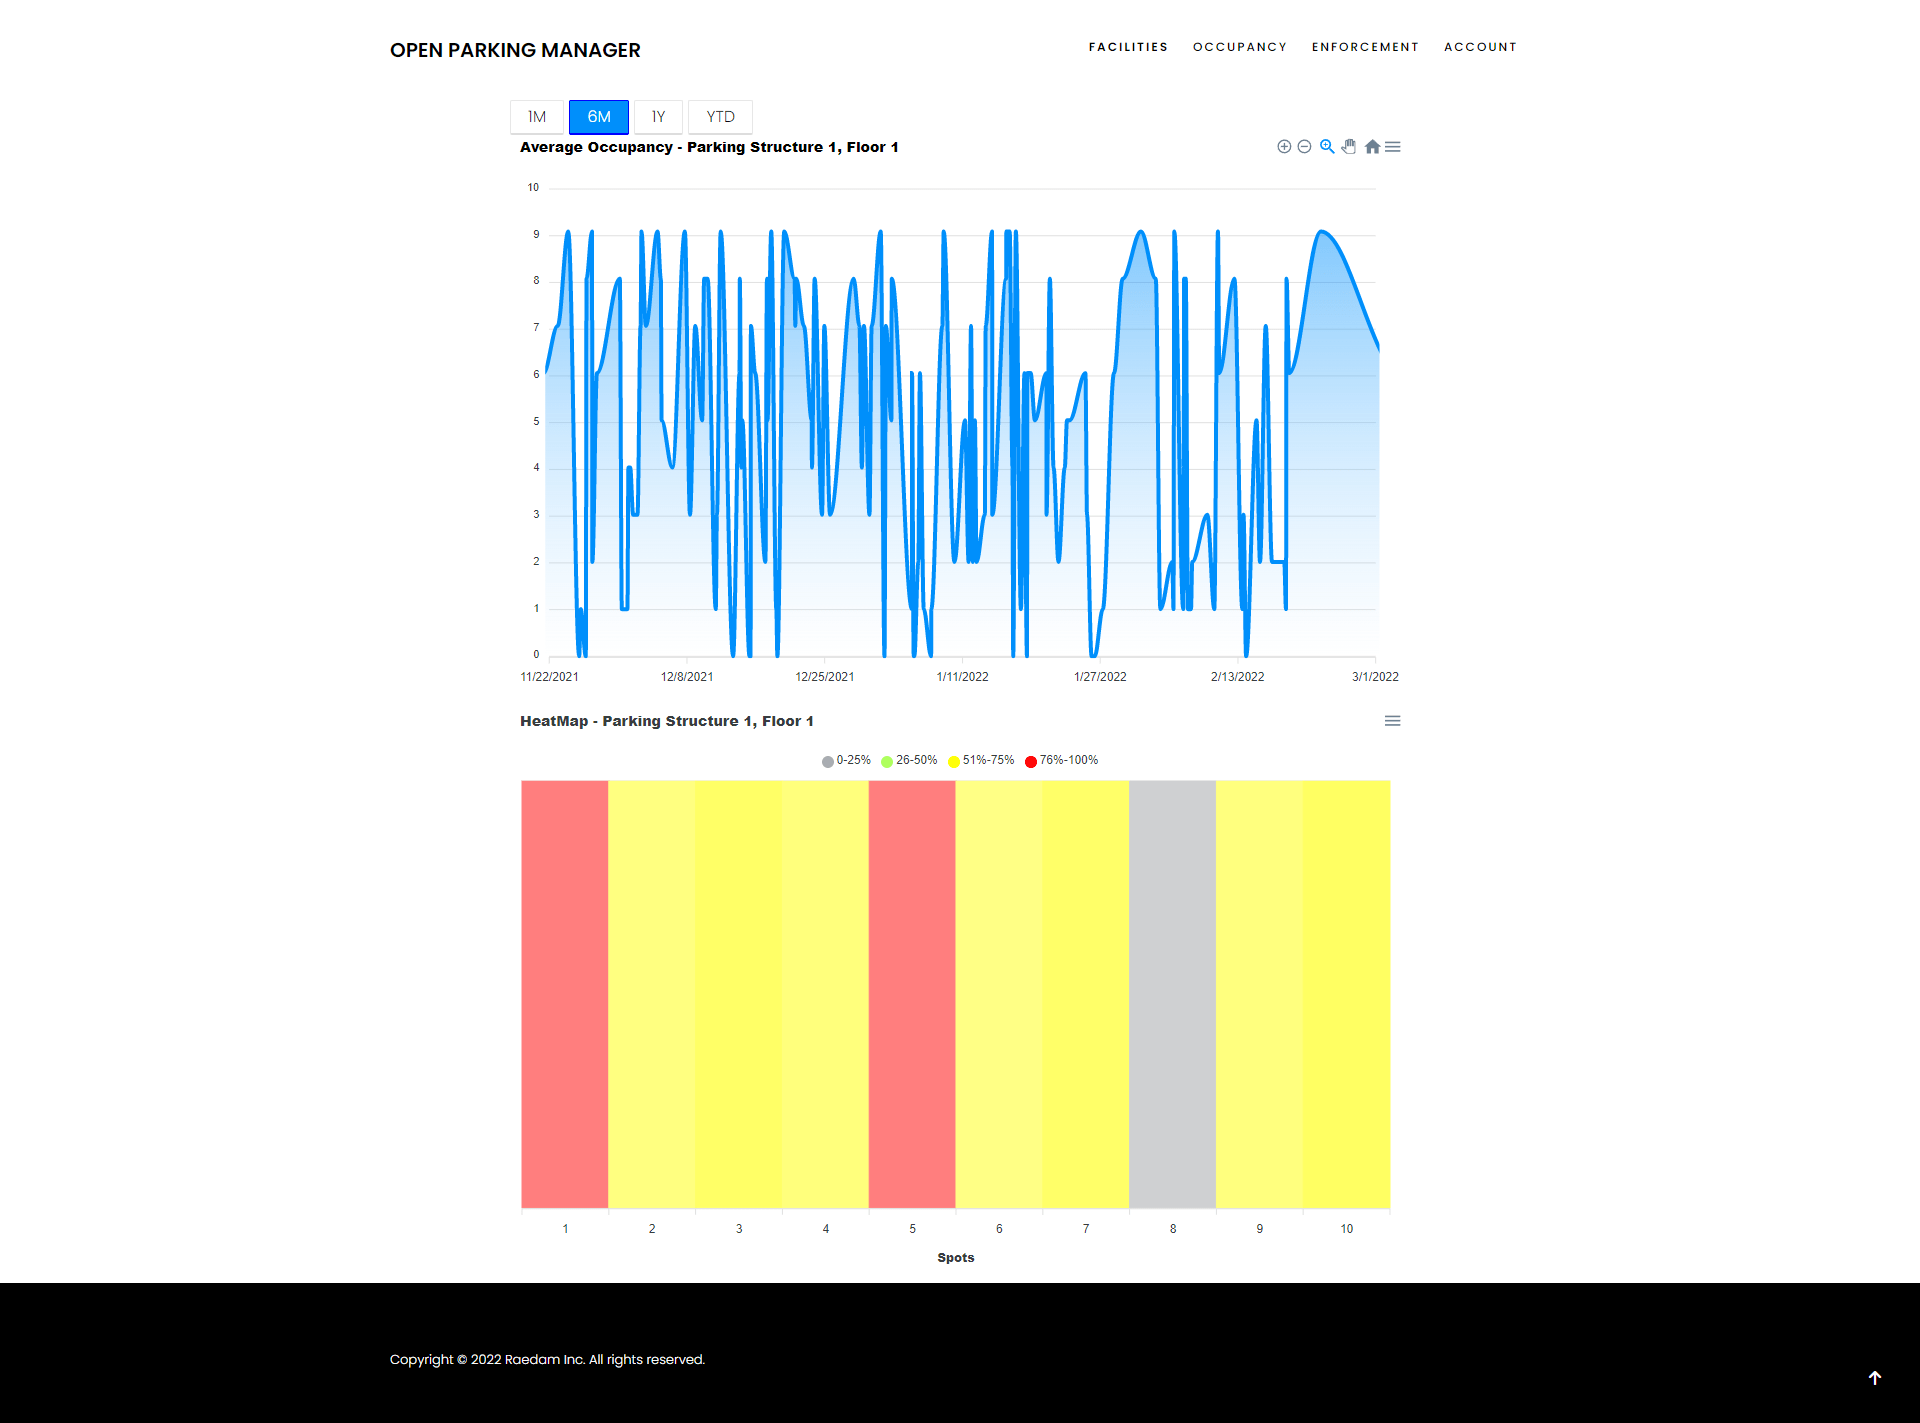 OPEN PARKING MANAGER
FACILITIES OCCUPANCY ENFORCEMENT ACCOUNT
1M 6M 1Y YTD
Average Occupancy - Parking Structure 1, Floor 1
10
9
8
7
6
5
4
3
2
1
0
11/22/2021 12/8/2021 12/25/2021 1/11/2022 1/27/2022 2/13/2022 3/1/2022
HeatMap - Parking Structure 1, Floor 1
0-25% 26-50% 51%-75% 76%-100%
1 2 3 4 5 6 7 8 9 10
Spots
Copyright © 2022 Raedam Inc. All rights reserved.